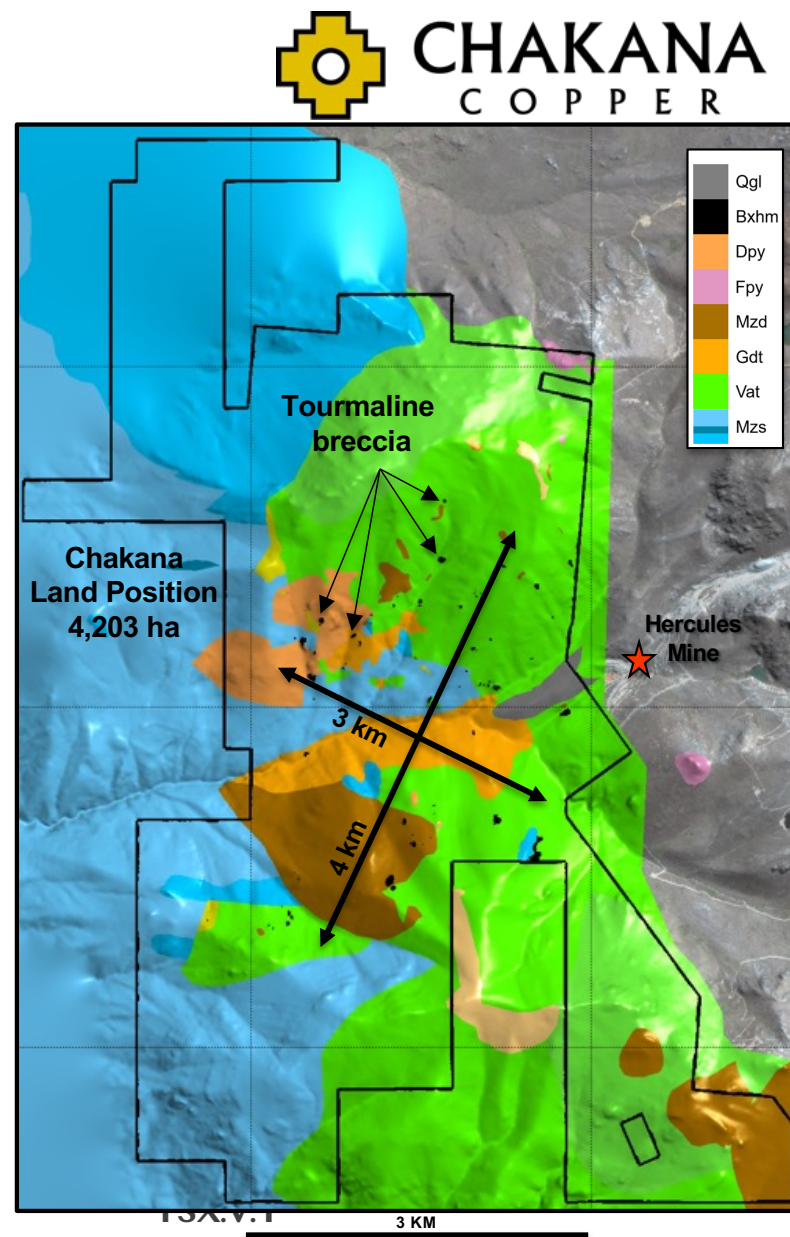 CHAKANA
COPPER
Qgl
Bxhm
Dpy
Fpy
Mzd
Gdt
Vat
Mzs
Tourmaline
breccia
Chakana
Land Position
4,203 ha
Hercules
Mine
3 km
4 km
3 KM